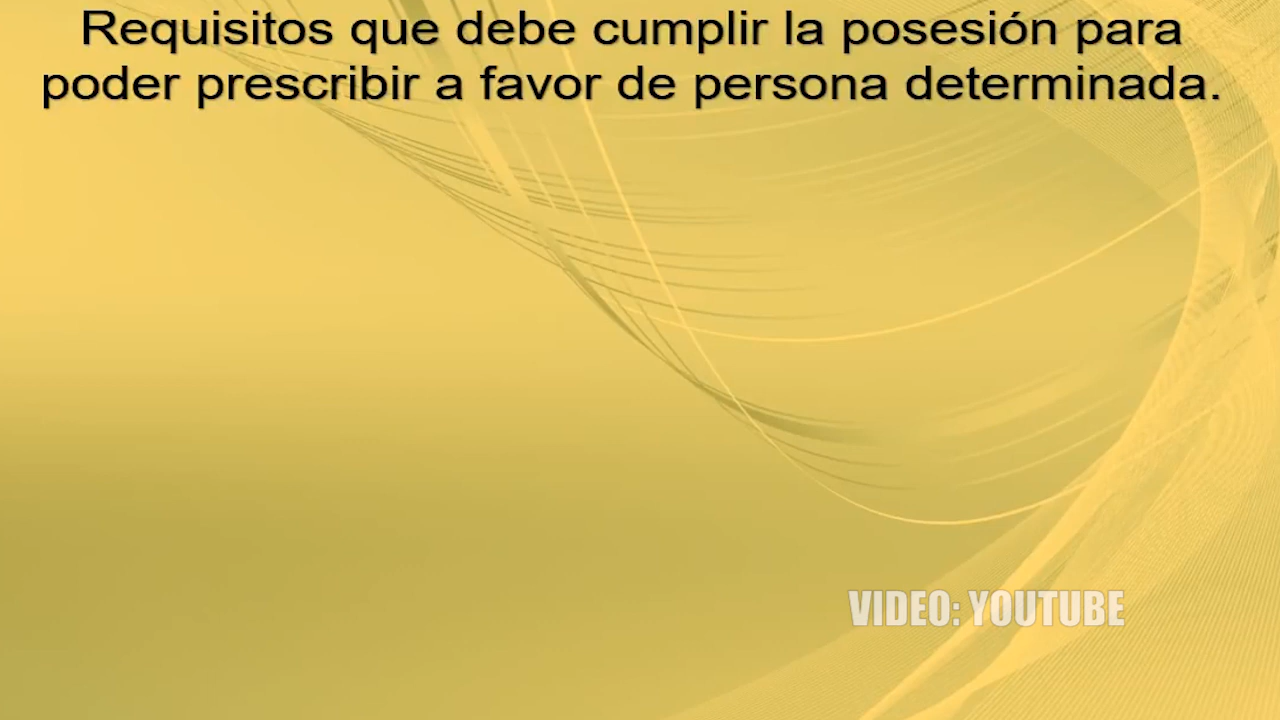 Requisitos que debe cumplir la posesión para
poder prescribir a favor de persona determinada.
VIDEO: YOUTUBE